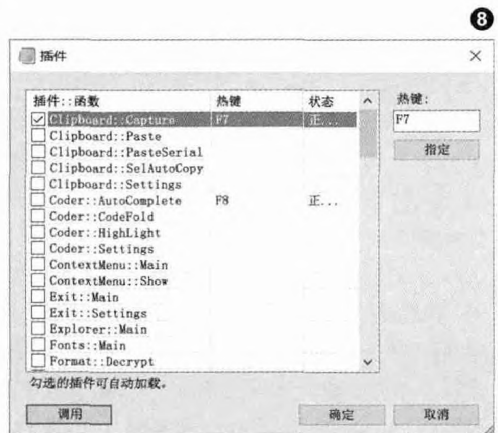 ❽
插件
插件::函数 热键 状态 热键:
Clipboard::Capture F7 正... F7
Clipboard::Paste
Clipboard::PasteSerial 指定
Clipboard::SelAutoCopy
Clipboard::Settings
Coder::AutoComplete F8 正...
Coder::CodeFold
Coder::HighLight
Coder::Settings
ContextMenu::Main
ContextMenu::Show
Exit::Main
Exit::Settings
Explorer::Main
Fonts::Main
Format::Decrypt
勾选的插件可自动加载。
调用 确定 取消